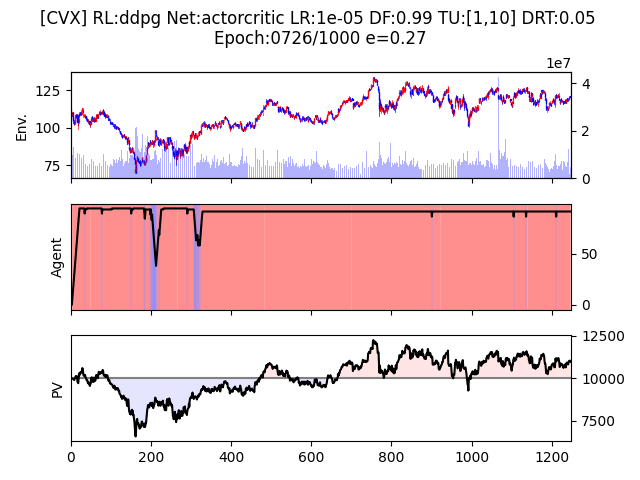 [CVX] RL:ddpg Net:actorcritic LR:1e-05 DF:0.99 TU:[1,10] DRT:0.05
Epoch:0726/1000 e=0.27
1e7
125
100
75
Env.
4
2
0
Agent
50
0
PV
12500
10000
7500
0 200 400 600 800 1000 1200